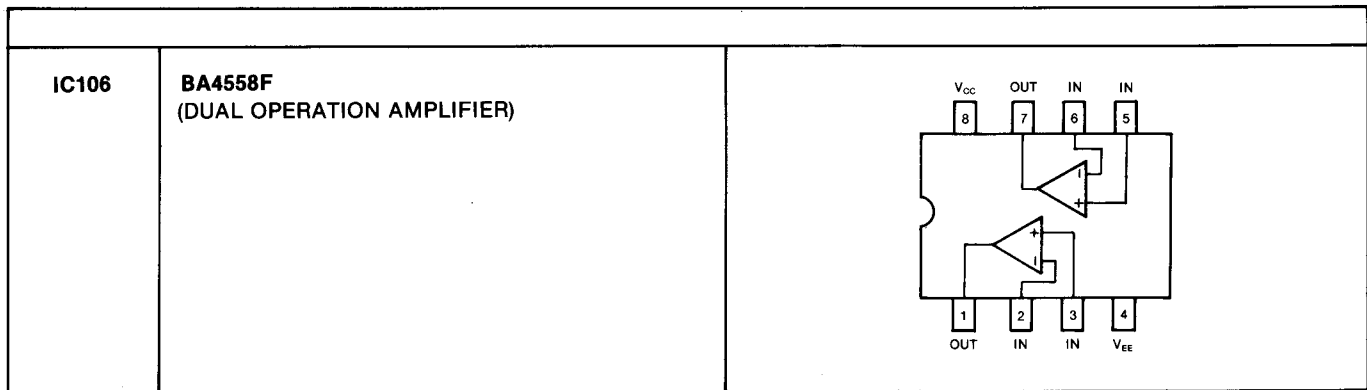 IC106
BA4558F
(DUAL OPERATION AMPLIFIER)
VCC OUT IN IN
8 7 6 5
-
+
+
-
1 2 3 4
OUT IN IN VEE